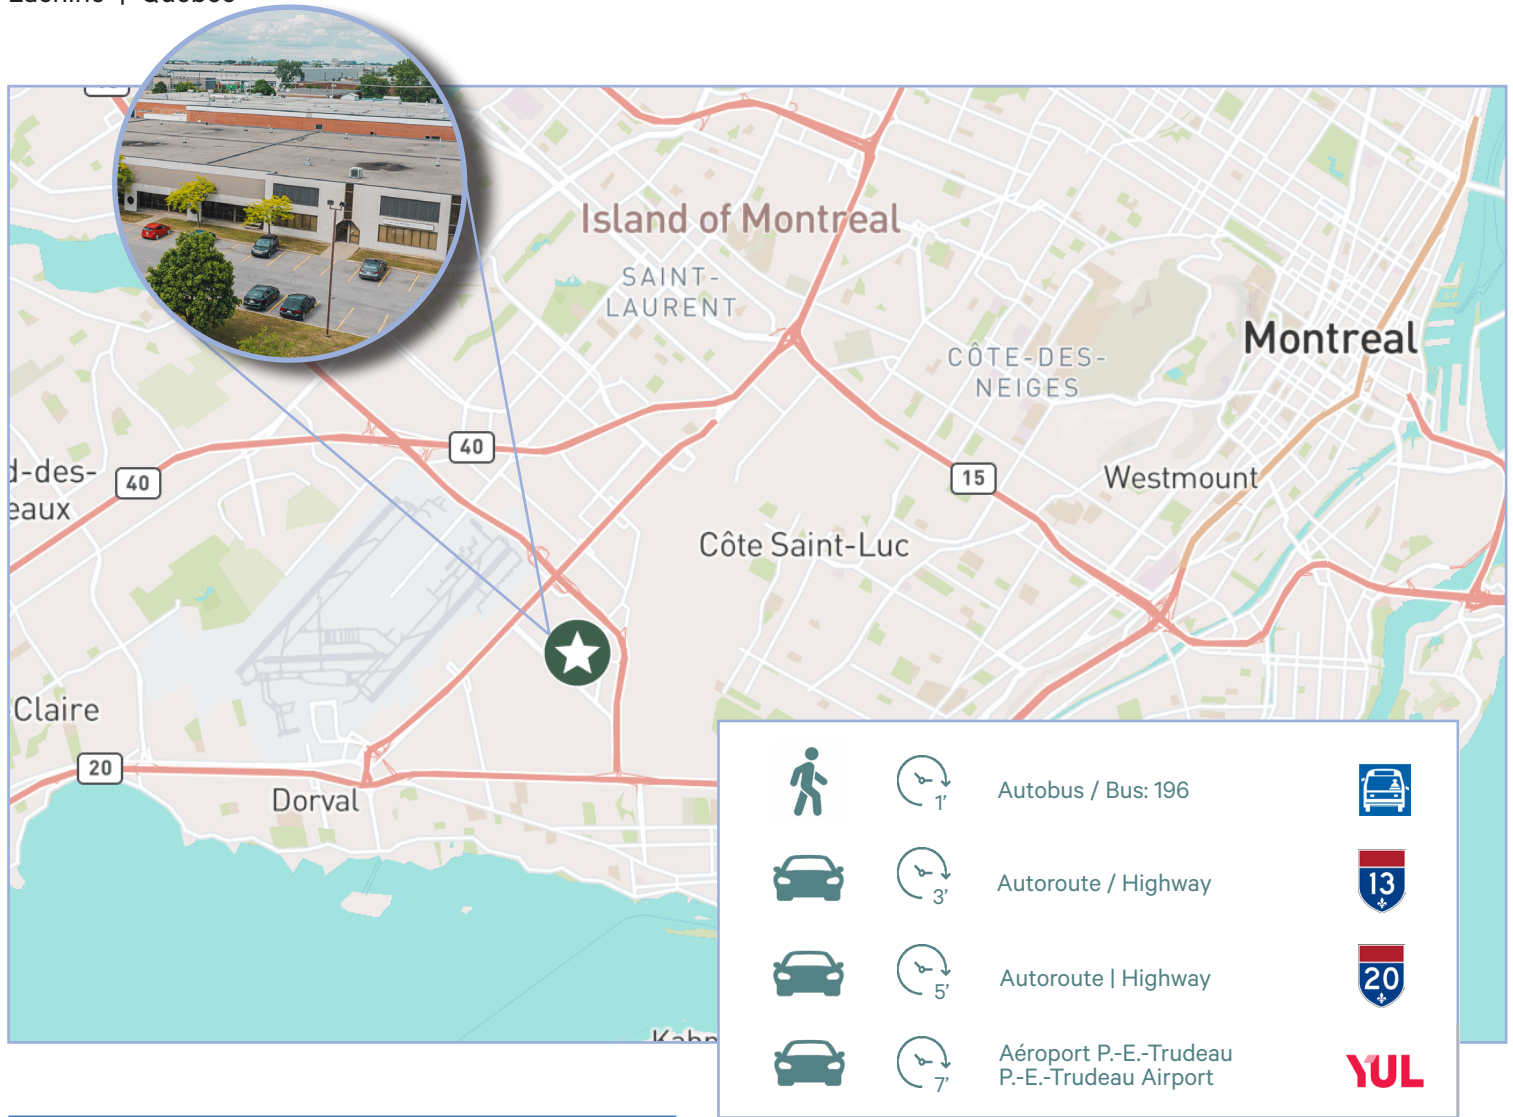 Lachine | Québec
Island of Montreal
SAINT-
LAURENT
CÔTE-DES-
NEIGES
Montreal
40
40
d-des-
eaux
15
Westmount
Côte Saint-Luc
Claire
20
Dorval
1' Autobus / Bus: 196
3' Autoroute / Highway 13
5' Autoroute | Highway 20
7' Aéroport P.-E.-Trudeau
P.-E.-Trudeau Airport
YUL